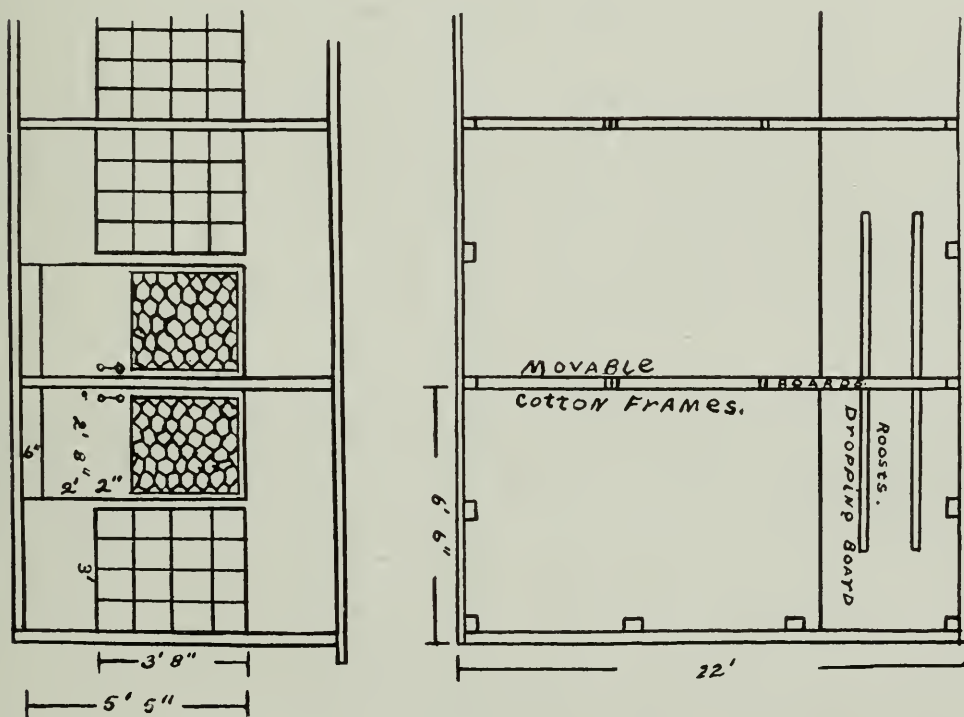 MOVABLE
BOARDS.
COTTON FRAMES.
ROOSTS.
DROPPING BOARD
6' 6"
22'
6"
2' 8"
2' 2"
3'
3' 8"
5' 5"